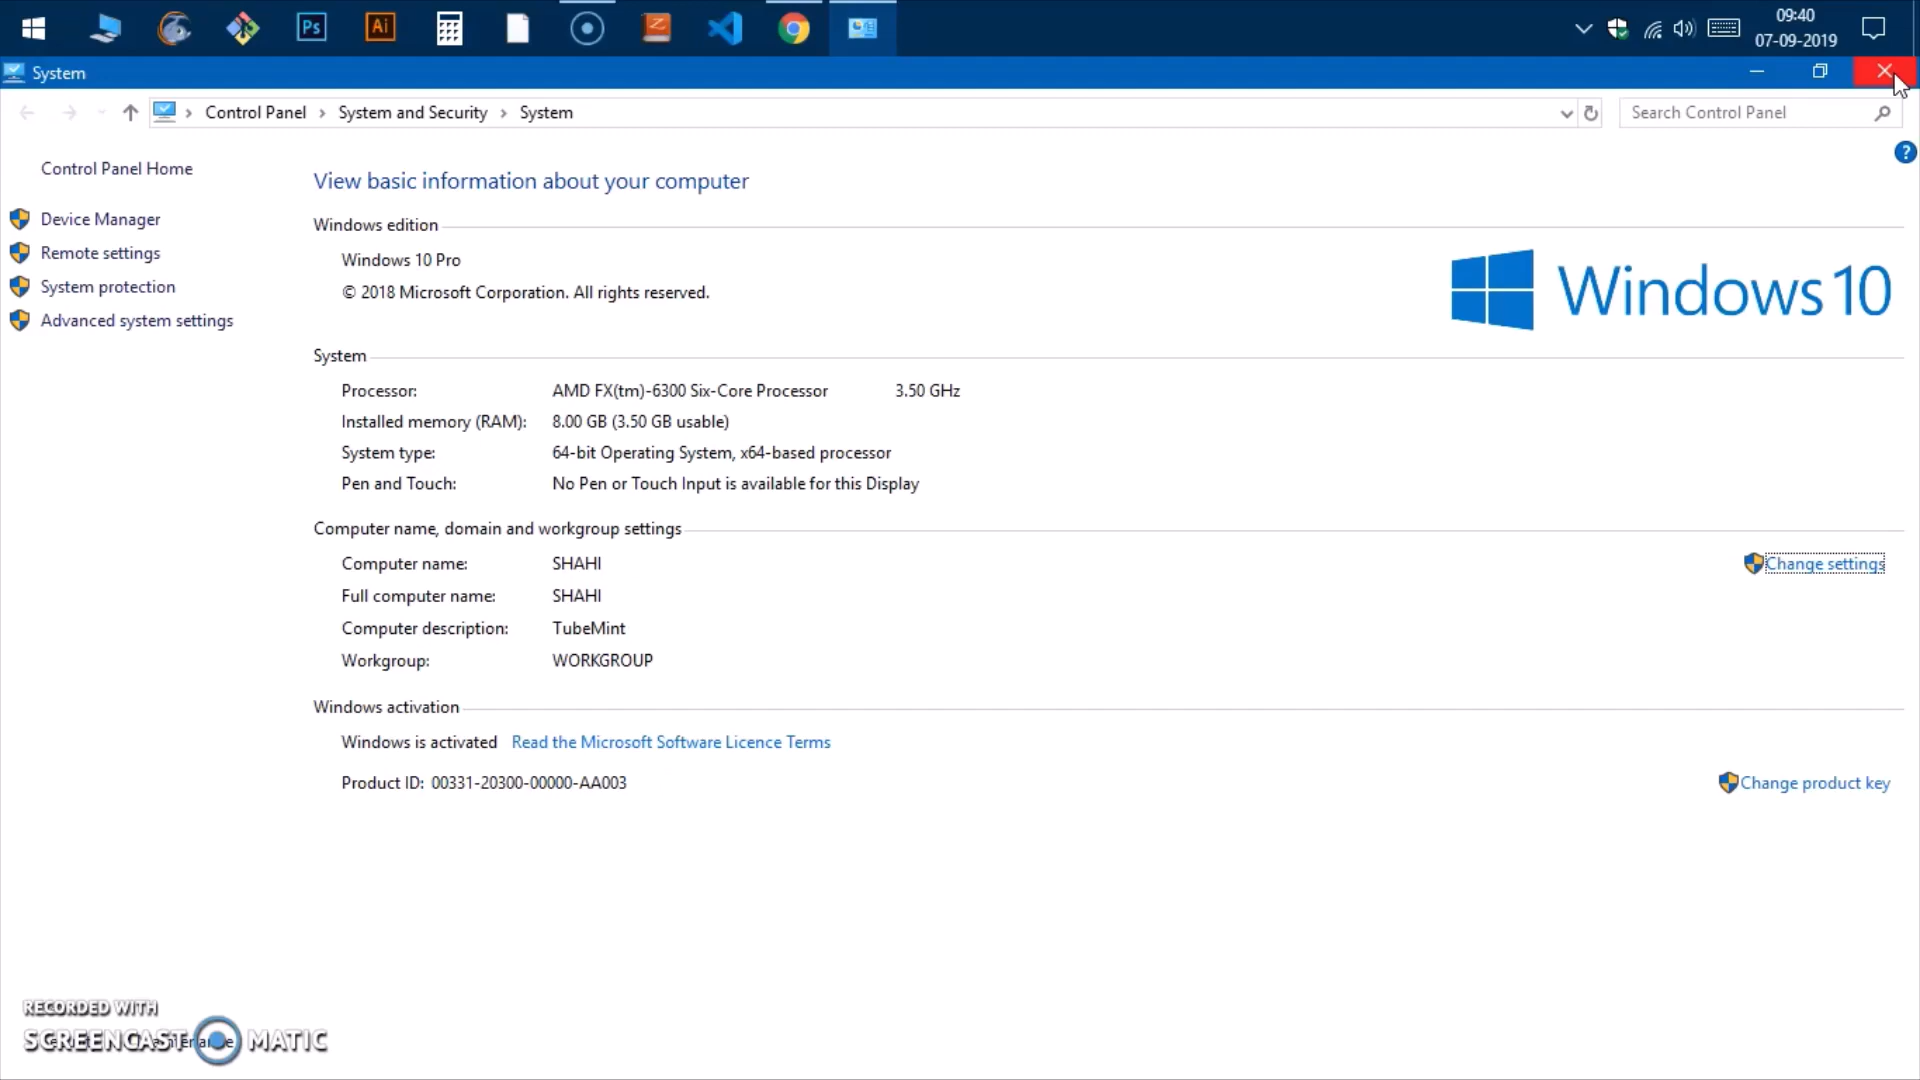 Ps
Ai
09:40
07-09-2019
System
Control Panel > System and Security > System
Search Control Panel
?
Control Panel Home
Device Manager
Remote settings
System protection
Advanced system settings
View basic information about your computer
Windows edition
Windows 10 Pro
© 2018 Microsoft Corporation. All rights reserved.
Windows 10
System
Processor: AMD FX(tm)-6300 Six-Core Processor 3.50 GHz
Installed memory (RAM): 8.00 GB (3.50 GB usable)
System type: 64-bit Operating System, x64-based processor
Pen and Touch: No Pen or Touch Input is available for this Display
Computer name, domain and workgroup settings
Computer name: SHAHI
Change settings
Full computer name: SHAHI
Computer description: TubeMint
Workgroup: WORKGROUP
Windows activation
Windows is activated Read the Microsoft Software Licence Terms
Product ID: 00331-20300-00000-AA003
Change product key
RECORDED WITH
SCREENCAST MATIC